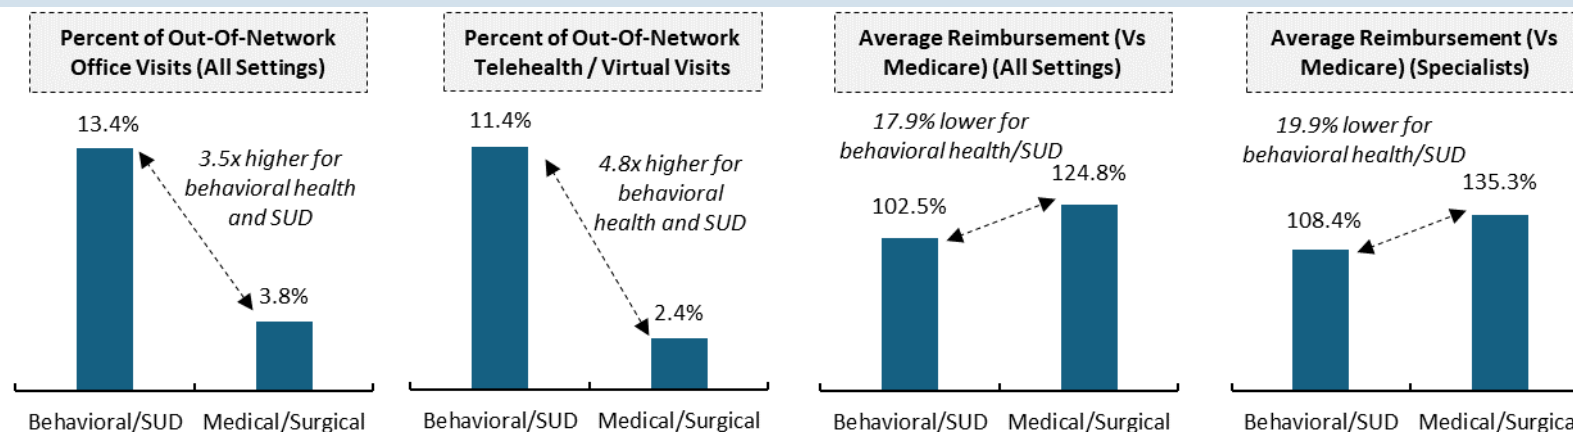 Percent of Out-Of-Network
Office Visits (All Settings)
13.4%
3.5x higher for
behavioral health
and SUD
3.8%
Behavioral/SUD
Medical/Surgical
Percent of Out-Of-Network
Telehealth / Virtual Visits
11.4%
4.8x higher for
behavioral
health and SUD
2.4%
Behavioral/SUD
Medical/Surgical
Average Reimbursement (Vs
Medicare) (All Settings)
17.9% lower for
behavioral health/SUD
102.5%
124.8%
Behavioral/SUD
Medical/Surgical
Average Reimbursement (Vs
Medicare) (Specialists)
19.9% lower for
behavioral health/SUD
108.4%
135.3%
Behavioral/SUD
Medical/Surgica